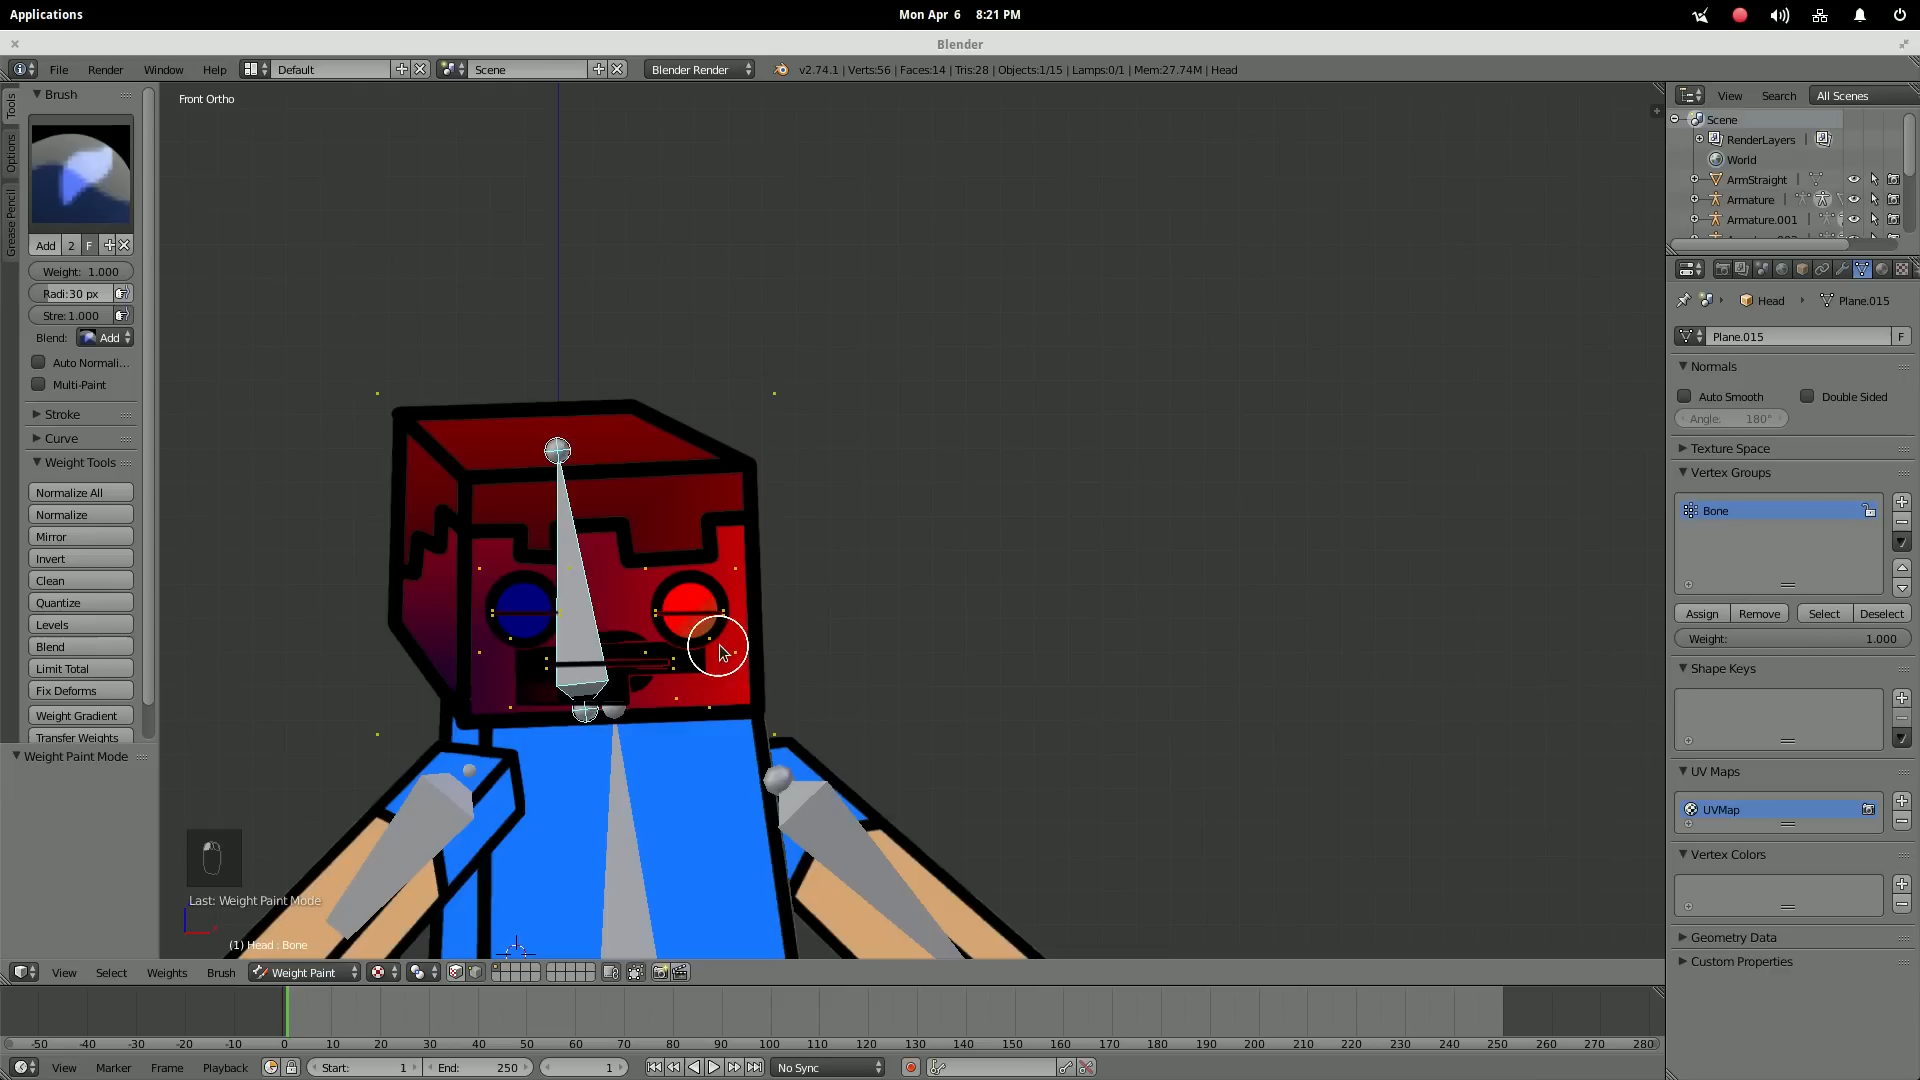 Applications
Mon Apr 6 8:21 PM
Blender
File Render Window Help Default Scene Blender Render v2.74.1 | Verts:56 | Faces:14 | Tris:28 | Objects:1/15 | Lamps:0/1 | Mem:27.74M | Head
Tools
Options
Grease Pencil
Brush
Add 2 F
Weight: 1.000
Radi:30 px
Stre:1.000
Blend: Add
Auto Normali...
Multi-Paint
Stroke
Curve
Weight Tools
Normalize All
Normalize
Mirror
Invert
Clean
Quantize
Levels
Blend
Limit Total
Fix Deforms
Weight Gradient
Transfer Weights
Weight Paint Mode
Front Ortho
Last: Weight Paint Mode
(1) Head : Bone
View Search All Scenes
Scene
RenderLayers |
World
ArmStraight |
Armature |
Armature.001 |
Head Plane.015
Plane.015 F
Normals
Auto Smooth Double Sided
Angle: 180°
Texture Space
Vertex Groups
Bone
Assign Remove Select Deselect
Weight: 1.000
Shape Keys
UV Maps
UVMap
Vertex Colors
Geometry Data
Custom Properties
View Select Weights Brush Weight Paint
-50 -40 -30 -20 -10 0 10 20 30 40 50 60 70 80 90 100 110 120 130 140 150 160 170 180 190 200 210 220 230 240 250 260 270 280
View Marker Frame Playback Start: 1 End: 250 1 No Sync